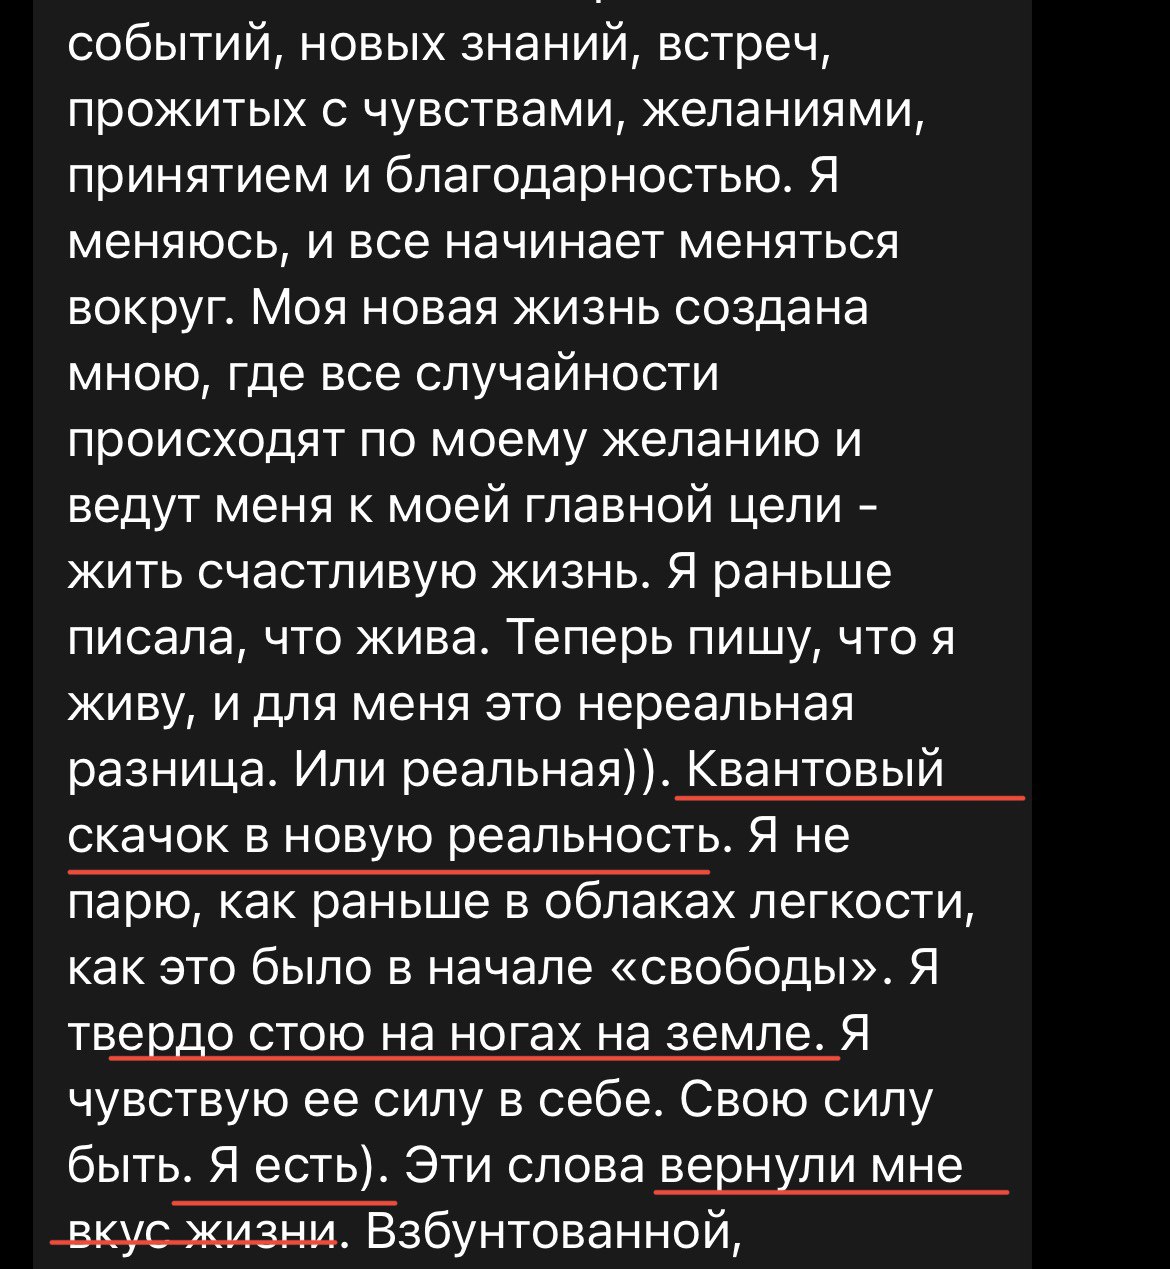 событий, новых знаний, встреч,
прожитых с чувствами, желаниями,
принятием и благодарностью. Я
меняюсь, и все начинает меняться
вокруг. Моя новая жизнь создана
мною, где все случайности
происходят по моему желанию и
ведут меня к моей главной цели -
жить счастливую жизнь. Я раньше
писала, что жива. Теперь пишу, что я
живу, и для меня это нереальная
разница. Или реальная)). Квантовый
скачок в новую реальность. Я не
парю, как раньше в облаках легкости,
как это было в начале «свободы». Я
твердо стою на ногах на земле. Я
чувствую ее силу в себе. Свою силу
быть. Я есть). Эти слова вернули мне
вкус жизни. Взбунтованной,